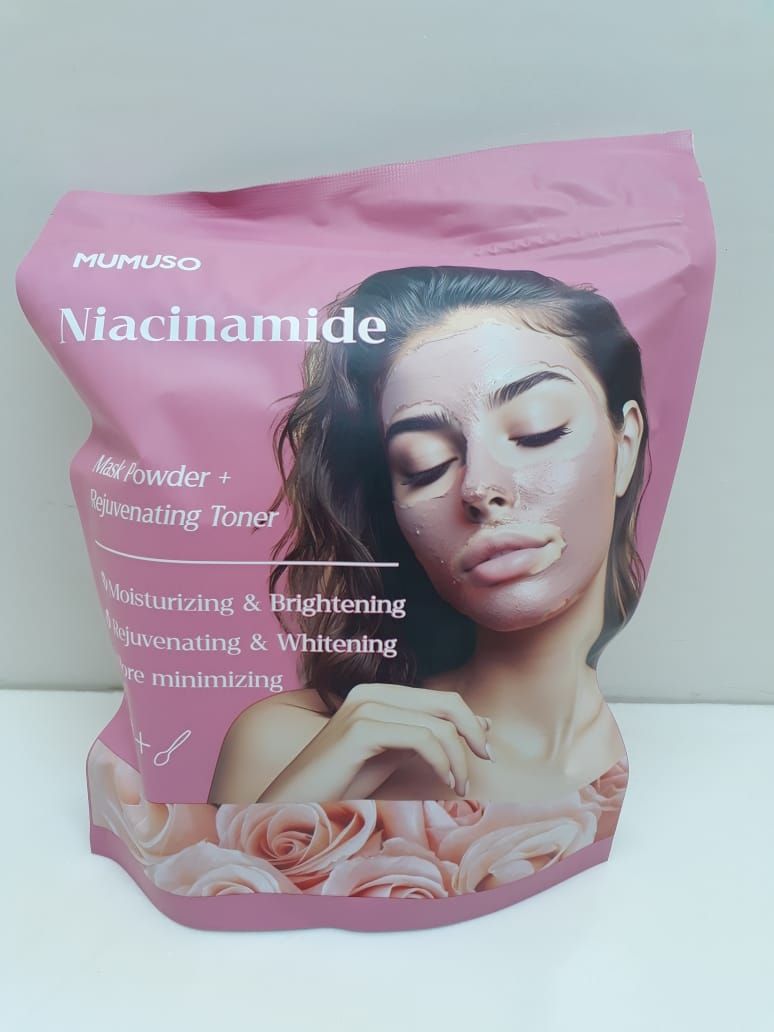 MUMUSO
Niacinamide
Mask Powder +
Rejuvenating Toner
Moisturizing & Brightening
Rejuvenating & Whitening
minimizing
+